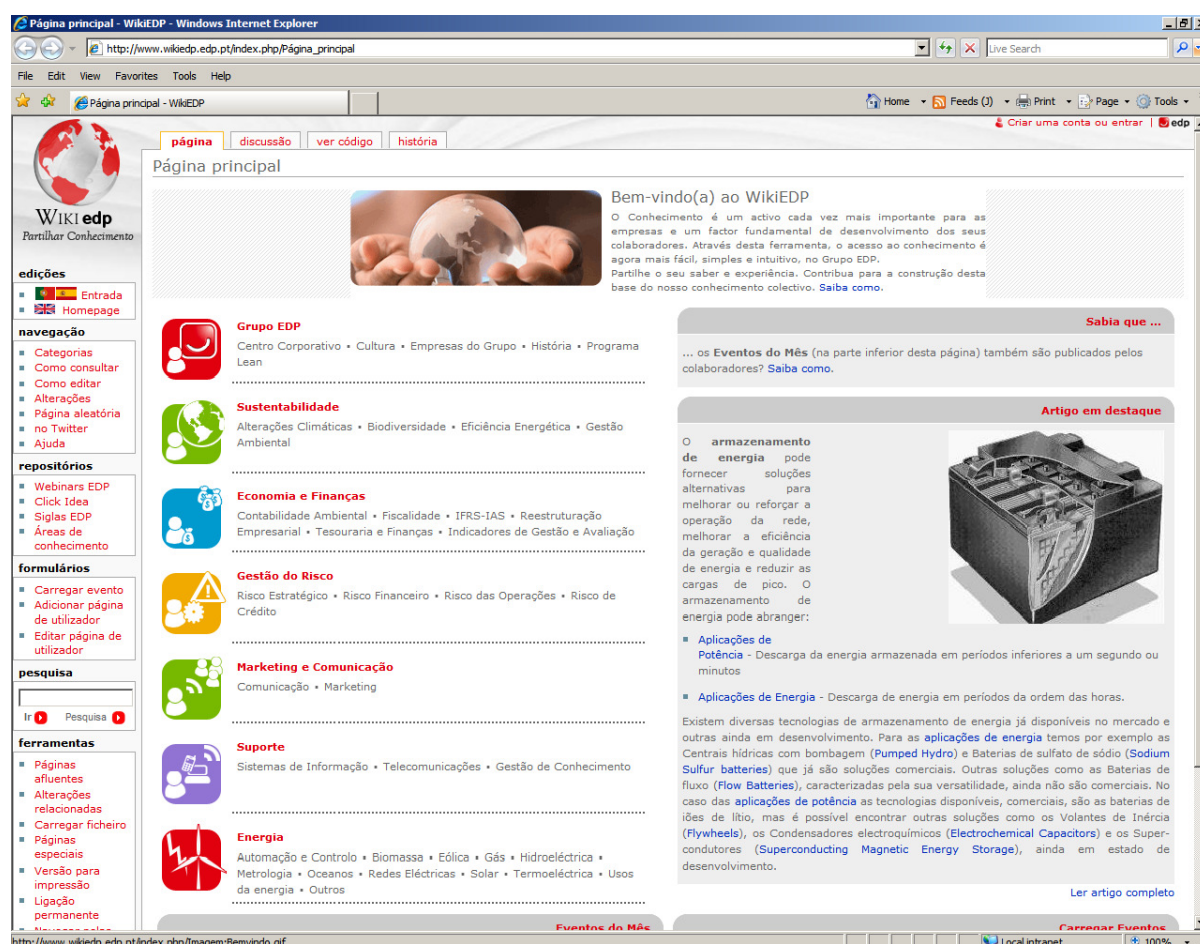 Página principal - WikiEDP - Windows Internet Explorer
http://www.wikiedp.edp.pt/index.php/Página_principal
Live Search
File Edit View Favorites Tools Help
Página principal - WikiEDP
Home Feeds (J) Print Page Tools
Criar uma conta ou entrar | edp
página discussão ver código história
Página principal
WIKI edp
Partilhar Conhecimento
edições
Entrada
Homepage
navegação
Categorias
Como consultar
Como editar
Alterações
Página aleatória
no Twitter
Ajuda
repositórios
Webinars EDP
Click Idea
Siglas EDP
Áreas de
conhecimento
formulários
Carregar evento
Adicionar página
de utilizador
Editar página de
utilizador
pesquisa
Ir Pesquisa
ferramentas
Páginas
afluentes
Alterações
relacionadas
Carregar ficheiro
Páginas
especiais
Versão para
impressão
Ligação
permanente
Bem-vindo(a) ao WikiEDP
O Conhecimento é um activo cada vez mais importante para as
empresas e um factor fundamental de desenvolvimento dos seus
colaboradores. Através desta ferramenta, o acesso ao conhecimento é
agora mais fácil, simples e intuitivo, no Grupo EDP.
Partilhe o seu saber e experiência. Contribua para a construção desta
base do nosso conhecimento colectivo. Saiba como.
Grupo EDP
Centro Corporativo • Cultura • Empresas do Grupo • História • Programa
Lean
Sustentabilidade
Alterações Climáticas • Biodiversidade • Eficiência Energética • Gestão
Ambiental
Economia e Finanças
Contabilidade Ambiental • Fiscalidade • IFRS-IAS • Reestruturação
Empresarial • Tesouraria e Finanças • Indicadores de Gestão e Avaliação
Gestão do Risco
Risco Estratégico • Risco Financeiro • Risco das Operações • Risco de
Crédito
Marketing e Comunicação
Comunicação • Marketing
Suporte
Sistemas de Informação • Telecomunicações • Gestão de Conhecimento
Energia
Automação e Controlo • Biomassa • Eólica • Gás • Hidroeléctrica •
Metrologia • Oceanos • Redes Eléctricas • Solar • Termoeléctrica • Usos
da energia • Outros
Eventos do Mês
Sabia que ...
... os Eventos do Mês (na parte inferior desta página) também são publicados pelos
colaboradores? Saiba como.
Artigo em destaque
O armazenamento
de energia pode
fornecer soluções
alternativas para
melhorar ou reforçar a
operação da rede,
melhorar a eficiência
da geração e qualidade
de energia e reduzir as
cargas de pico. O
armazenamento de
energia pode abranger:
Aplicações de
Potência - Descarga da energia armazenada em períodos inferiores a um segundo ou
minutos
Aplicações de Energia - Descarga de energia em períodos da ordem das horas.
Existem diversas tecnologias de armazenamento de energia já disponíveis no mercado e
outras ainda em desenvolvimento. Para as aplicações de energia temos por exemplo as
Centrais hídricas com bombagem (Pumped Hydro) e Baterias de sulfato de sódio (Sodium
Sulfur batteries) que já são soluções comerciais. Outras soluções como as Baterias de
fluxo (Flow Batteries), caracterizadas pela sua versatilidade, ainda não são comerciais. No
caso das aplicações de potência as tecnologias disponíveis, comerciais, são as baterias de
iões de lítio, mas é possível encontrar outras soluções como os Volantes de Inércia
(Flywheels), os Condensadores electroquímicos (Electrochemical Capacitors) e os Super-
condutores (Superconducting Magnetic Energy Storage), ainda em estado de
desenvolvimento.
Ler artigo completo
Carregar Eventos
http://www.wikiedp.edp.pt/index.php/Imagem:Bemvindo.gif
Local intranet 100%